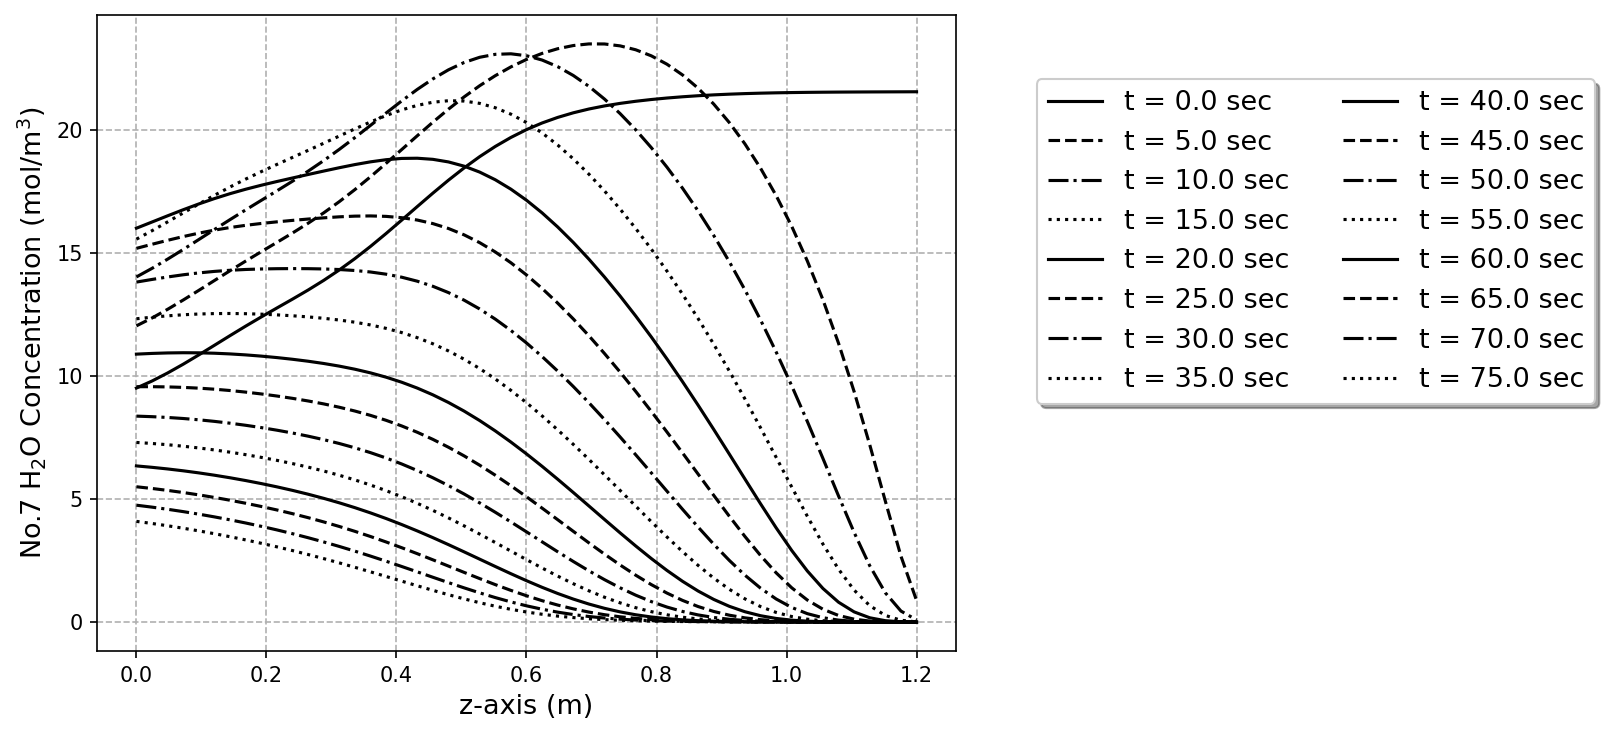 No.7 H₂O Concentration (mol/m³)
20
15
10
5
0
0.0 0.2 0.4 0.6 0.8 1.0 1.2
z-axis (m)
t = 0.0 sec
t = 5.0 sec
t = 10.0 sec
t = 15.0 sec
t = 20.0 sec
t = 25.0 sec
t = 30.0 sec
t = 35.0 sec
t = 40.0 sec
t = 45.0 sec
t = 50.0 sec
t = 55.0 sec
t = 60.0 sec
t = 65.0 sec
t = 70.0 sec
t = 75.0 sec